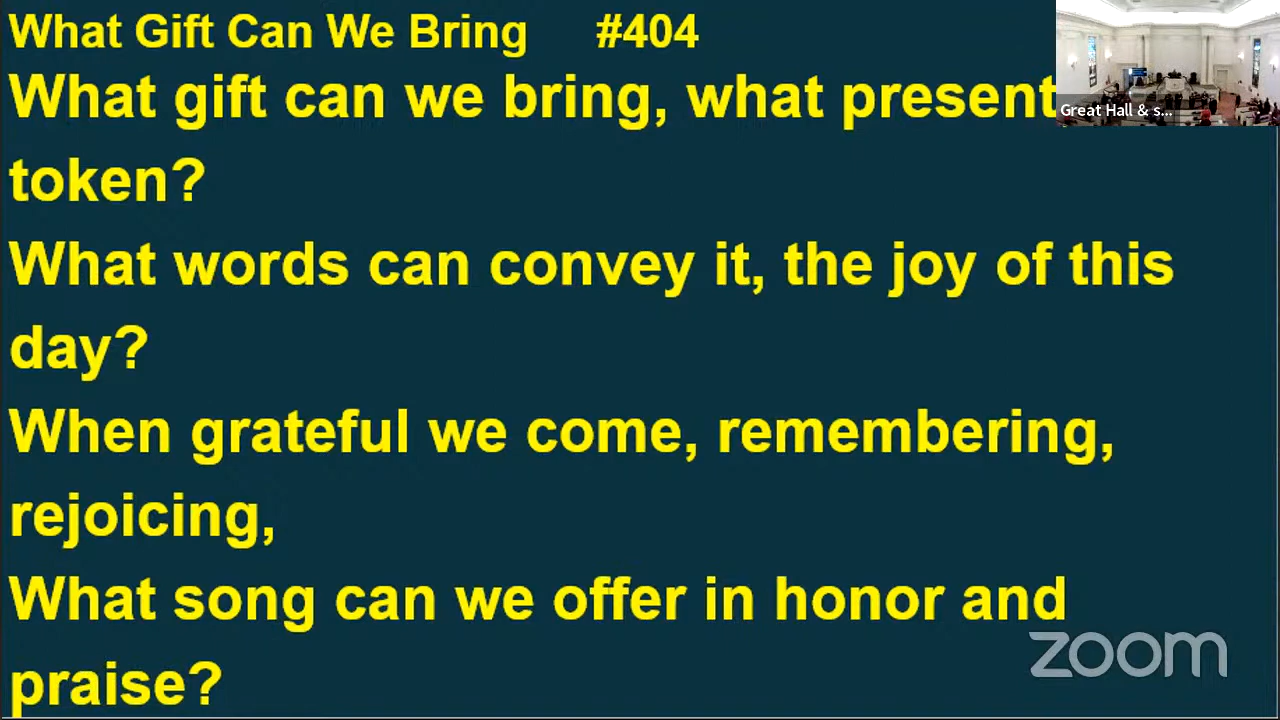 What Gift Can We Bring #404
What gift can we bring, what present
token?
What words can convey it, the joy of this
day?
When grateful we come, remembering,
rejoicing,
What song can we offer in honor and
praise?
Great Hall & s...
zoom